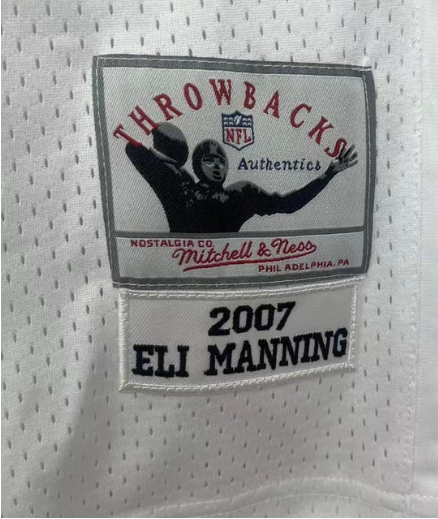 THROWBACKS
NFL
Authentics
NOSTALGIA CO.
Mitchell & Ness
PHILADELPHIA, PA
2007
ELI MANNING